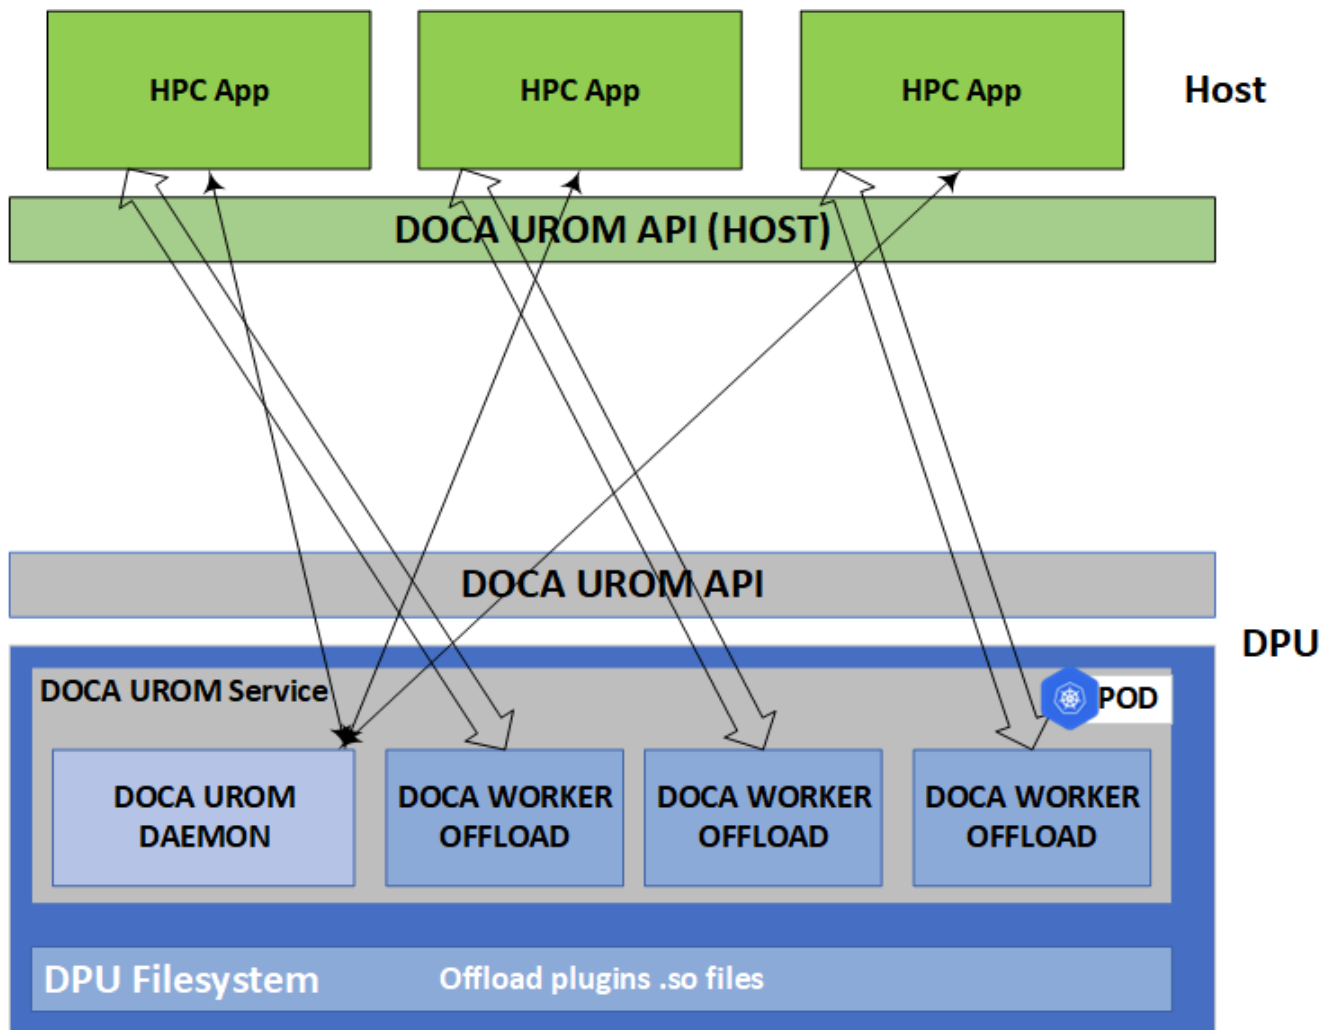 HPC App
HPC App
HPC App
Host
DOCA UROM API (HOST)
DOCA UROM API
DPU
DOCA UROM Service
POD
DOCA UROM
DAEMON
DOCA WORKER
OFFLOAD
DOCA WORKER
OFFLOAD
DOCA WORKER
OFFLOAD
DPU Filesystem
Offload plugins .so files